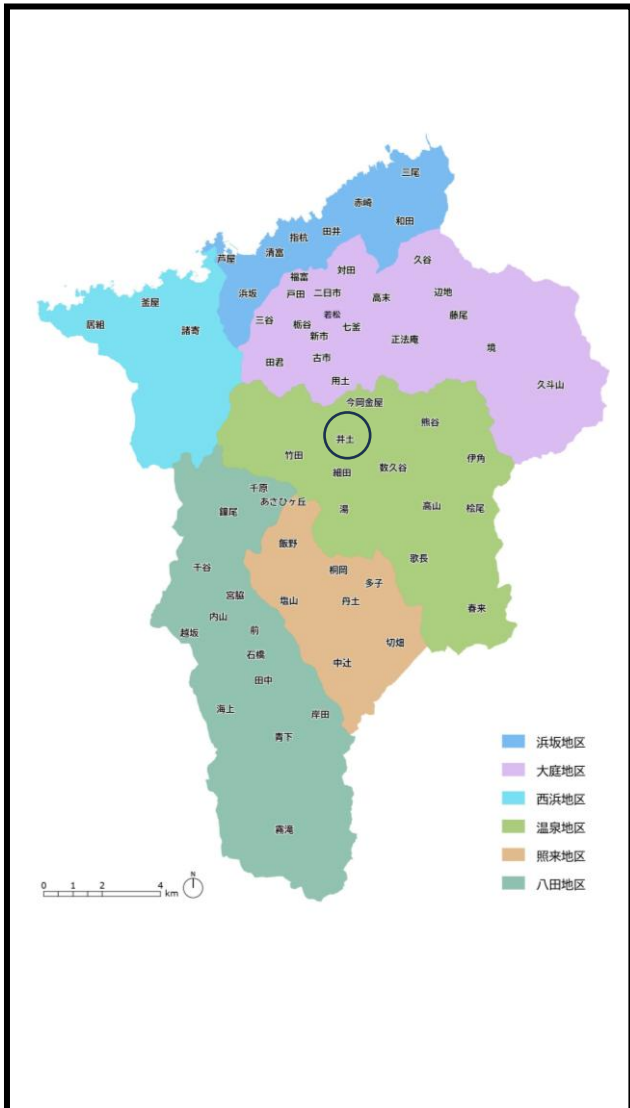 三尾
赤崎
和田
田井
指杭
清富
芦屋
浜坂
久谷
対田
福富
戸田
二日市
高末
辺地
藤尾
若松
三谷
栃谷
七釜
新市
正法庵
境
古市
田君
用土
久斗山
釜屋
居組
諸寄
今岡金屋
熊谷
井土
竹田
細田
数久谷
伊角
湯
高山
桧尾
歌長
春来
千原
あさひヶ丘
鐘尾
飯野
桐岡
多子
千谷
宮脇
塩山
丹土
内山
越坂
前
切畑
石橋
中辻
田中
海上
岸田
青下
霧滝
浜坂地区
大庭地区
西浜地区
温泉地区
照来地区
八田地区
0 1 2 4 km
N